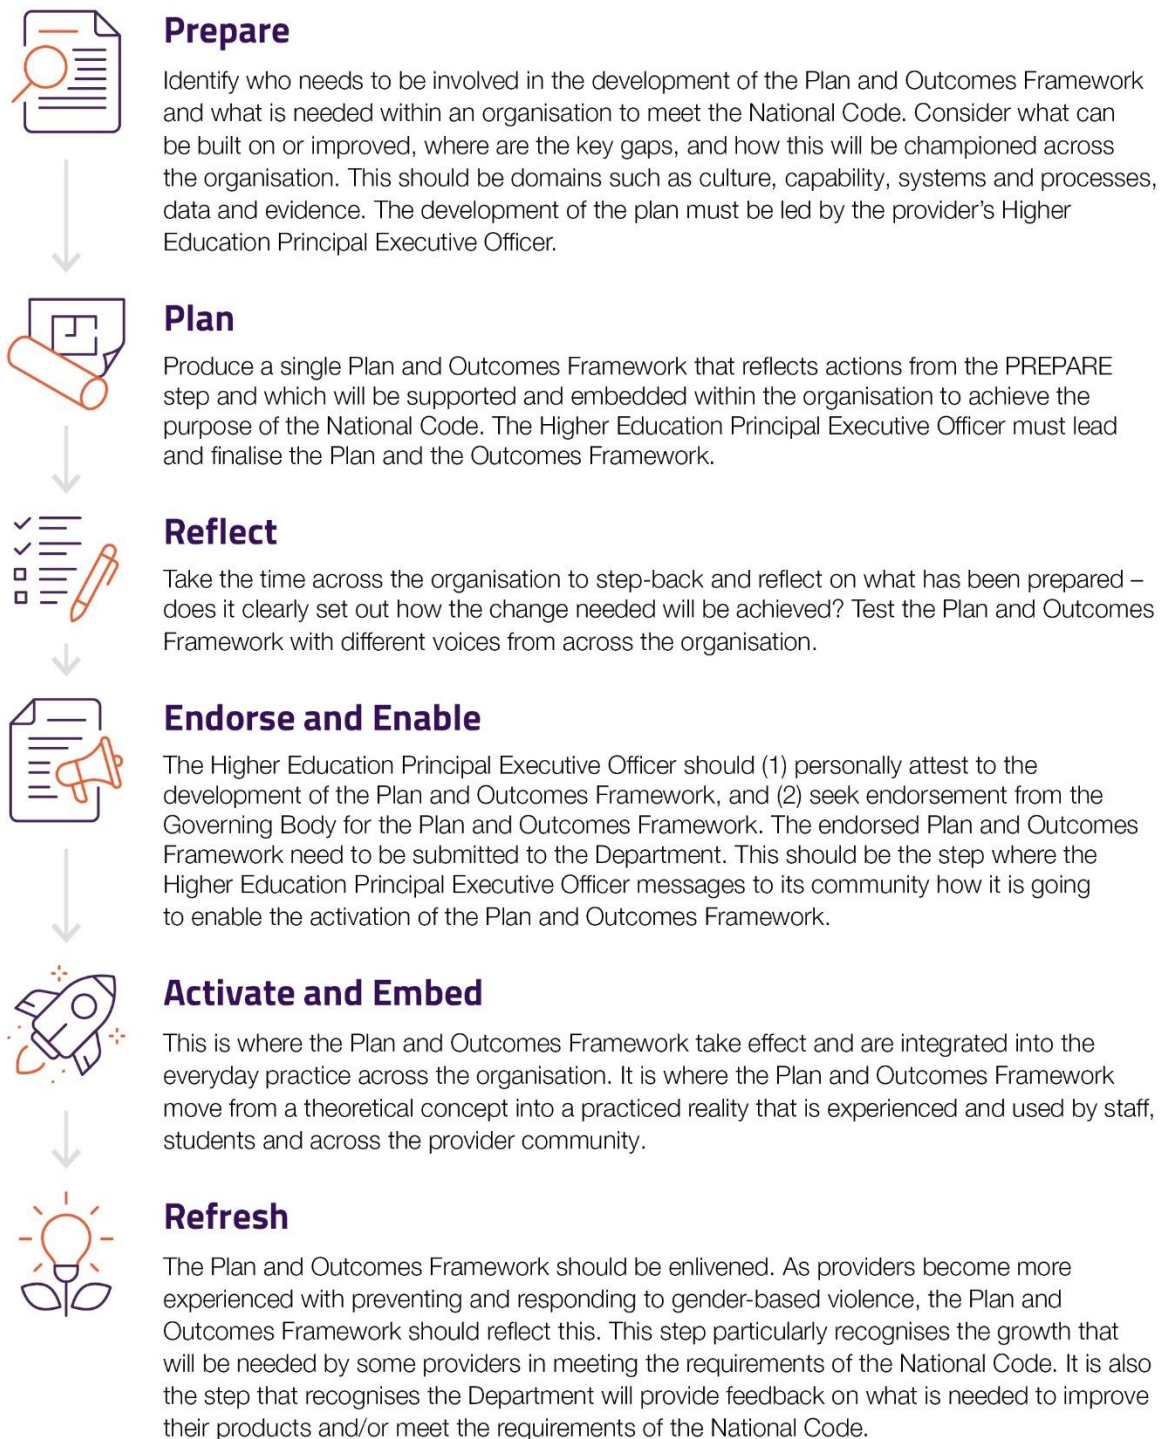 Prepare
Identify who needs to be involved in the development of the Plan and Outcomes Framework
and what is needed within an organisation to meet the National Code. Consider what can
be built on or improved, where are the key gaps, and how this will be championed across
the organisation. This should be domains such as culture, capability, systems and processes,
data and evidence. The development of the plan must be led by the provider’s Higher
Education Principal Executive Officer.
Plan
Produce a single Plan and Outcomes Framework that reflects actions from the PREPARE
step and which will be supported and embedded within the organisation to achieve the
purpose of the National Code. The Higher Education Principal Executive Officer must lead
and finalise the Plan and the Outcomes Framework.
Reflect
Take the time across the organisation to step-back and reflect on what has been prepared –
does it clearly set out how the change needed will be achieved? Test the Plan and Outcomes
Framework with different voices from across the organisation.
Endorse and Enable
The Higher Education Principal Executive Officer should (1) personally attest to the
development of the Plan and Outcomes Framework, and (2) seek endorsement from the
Governing Body for the Plan and Outcomes Framework. The endorsed Plan and Outcomes
Framework need to be submitted to the Department. This should be the step where the
Higher Education Principal Executive Officer messages to its community how it is going
to enable the activation of the Plan and Outcomes Framework.
Activate and Embed
This is where the Plan and Outcomes Framework take effect and are integrated into the
everyday practice across the organisation. It is where the Plan and Outcomes Framework
move from a theoretical concept into a practiced reality that is experienced and used by staff,
students and across the provider community.
Refresh
The Plan and Outcomes Framework should be enlivened. As providers become more
experienced with preventing and responding to gender-based violence, the Plan and
Outcomes Framework should reflect this. This step particularly recognises the growth that
will be needed by some providers in meeting the requirements of the National Code. It is also
the step that recognises the Department will provide feedback on what is needed to improve
their products and/or meet the requirements of the National Code.